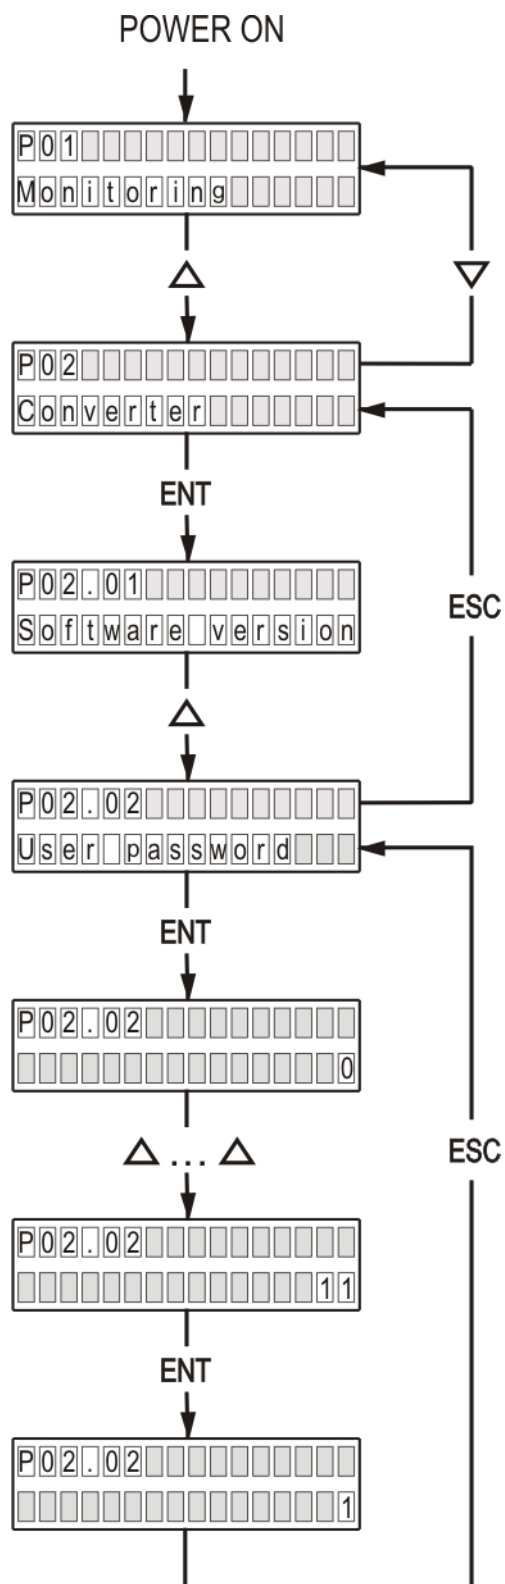 POWER ON
P01
Monitoring
P02
Converter
ENT
P02.01
Software version
ESC
P02.02
User password
ENT
P02.02
0
...
ESC
P02.02
11
ENT
P02.02
1